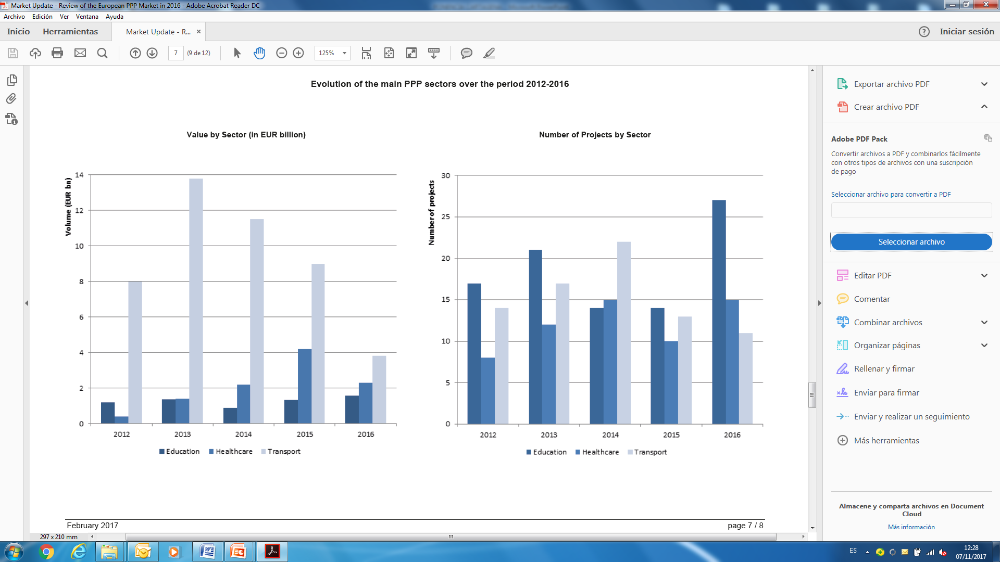 Market Update - Review of the European PPP Market in 2016 - Adobe Acrobat Reader DC
Archivo Edición Ver Ventana Ayuda
Inicio Herramientas Market Update - R... Iniciar sesión
7 (9 de 12) 125%
Evolution of the main PPP sectors over the period 2012-2016
Value by Sector (in EUR billion)
Volume (EUR bn)
14
12
10
8
6
4
2
0
2012 2013 2014 2015 2016
Education Healthcare Transport
Number of Projects by Sector
Number of projects
30
25
20
15
10
5
0
2012 2013 2014 2015 2016
Education Healthcare Transport
February 2017 page 7 / 8
297 x 210 mm
Exportar archivo PDF
Crear archivo PDF
Adobe PDF Pack
Convertir archivos a PDF y combinarlos fácilmente
con otros tipos de archivos con una suscripción
de pago
Seleccionar archivo para convertir a PDF
Seleccionar archivo
Editar PDF
Comentar
Combinar archivos
Organizar páginas
Rellenar y firmar
Enviar para firmar
Enviar y realizar un seguimiento
Más herramientas
Almacene y comparta archivos en Document
Cloud
Más información
ES
12:28
07/11/2017